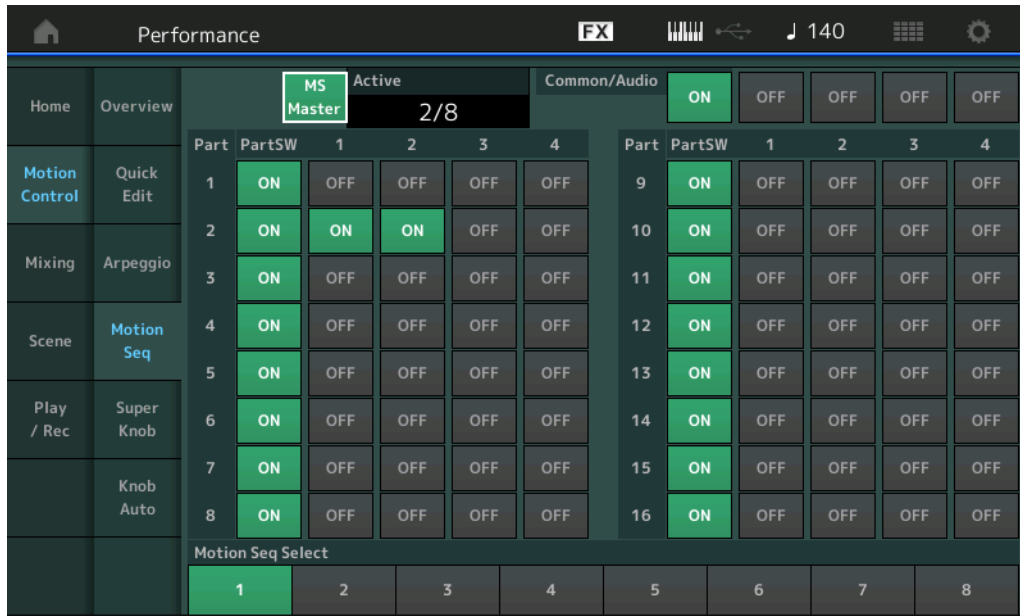 Performance FX 140
MS Master Active 2/8 Common/Audio ON OFF OFF OFF OFF
Home Overview
Part PartSW 1 2 3 4 Part PartSW 1 2 3 4
Motion Control Quick Edit 1 ON OFF OFF OFF OFF 9 ON OFF OFF OFF OFF
2 ON ON ON OFF OFF 10 ON OFF OFF OFF OFF
Mixing Arpeggio 3 ON OFF OFF OFF OFF 11 ON OFF OFF OFF OFF
Scene Motion Seq 4 ON OFF OFF OFF OFF 12 ON OFF OFF OFF OFF
5 ON OFF OFF OFF OFF 13 ON OFF OFF OFF OFF
Play / Rec Super Knob 6 ON OFF OFF OFF OFF 14 ON OFF OFF OFF OFF
7 ON OFF OFF OFF OFF 15 ON OFF OFF OFF OFF
Knob Auto 8 ON OFF OFF OFF OFF 16 ON OFF OFF OFF OFF
Motion Seq Select
1 2 3 4 5 6 7 8